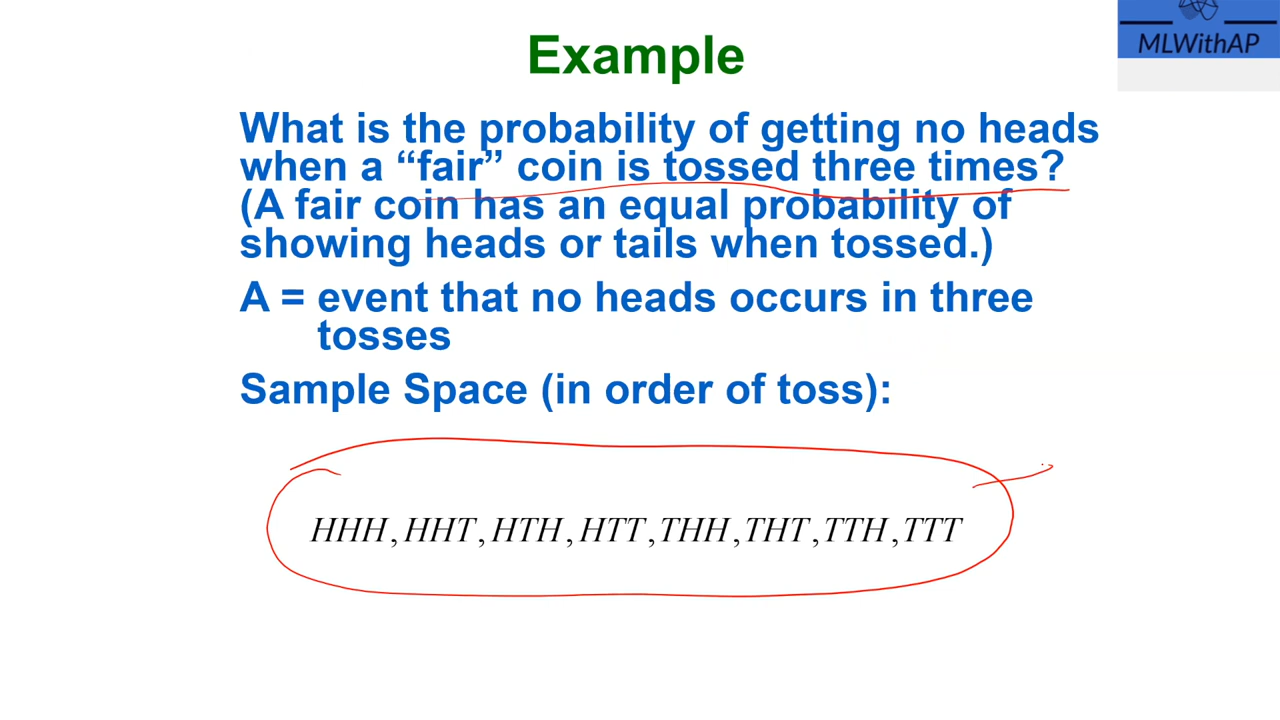 MLWithAP
Example
What is the probability of getting no heads
when a “fair” coin is tossed three times?
(A fair coin has an equal probability of
showing heads or tails when tossed.)
A = event that no heads occurs in three
tosses
Sample Space (in order of toss):
HHH, HHT, HTH, HTT, THH, THT, TTH, TTT